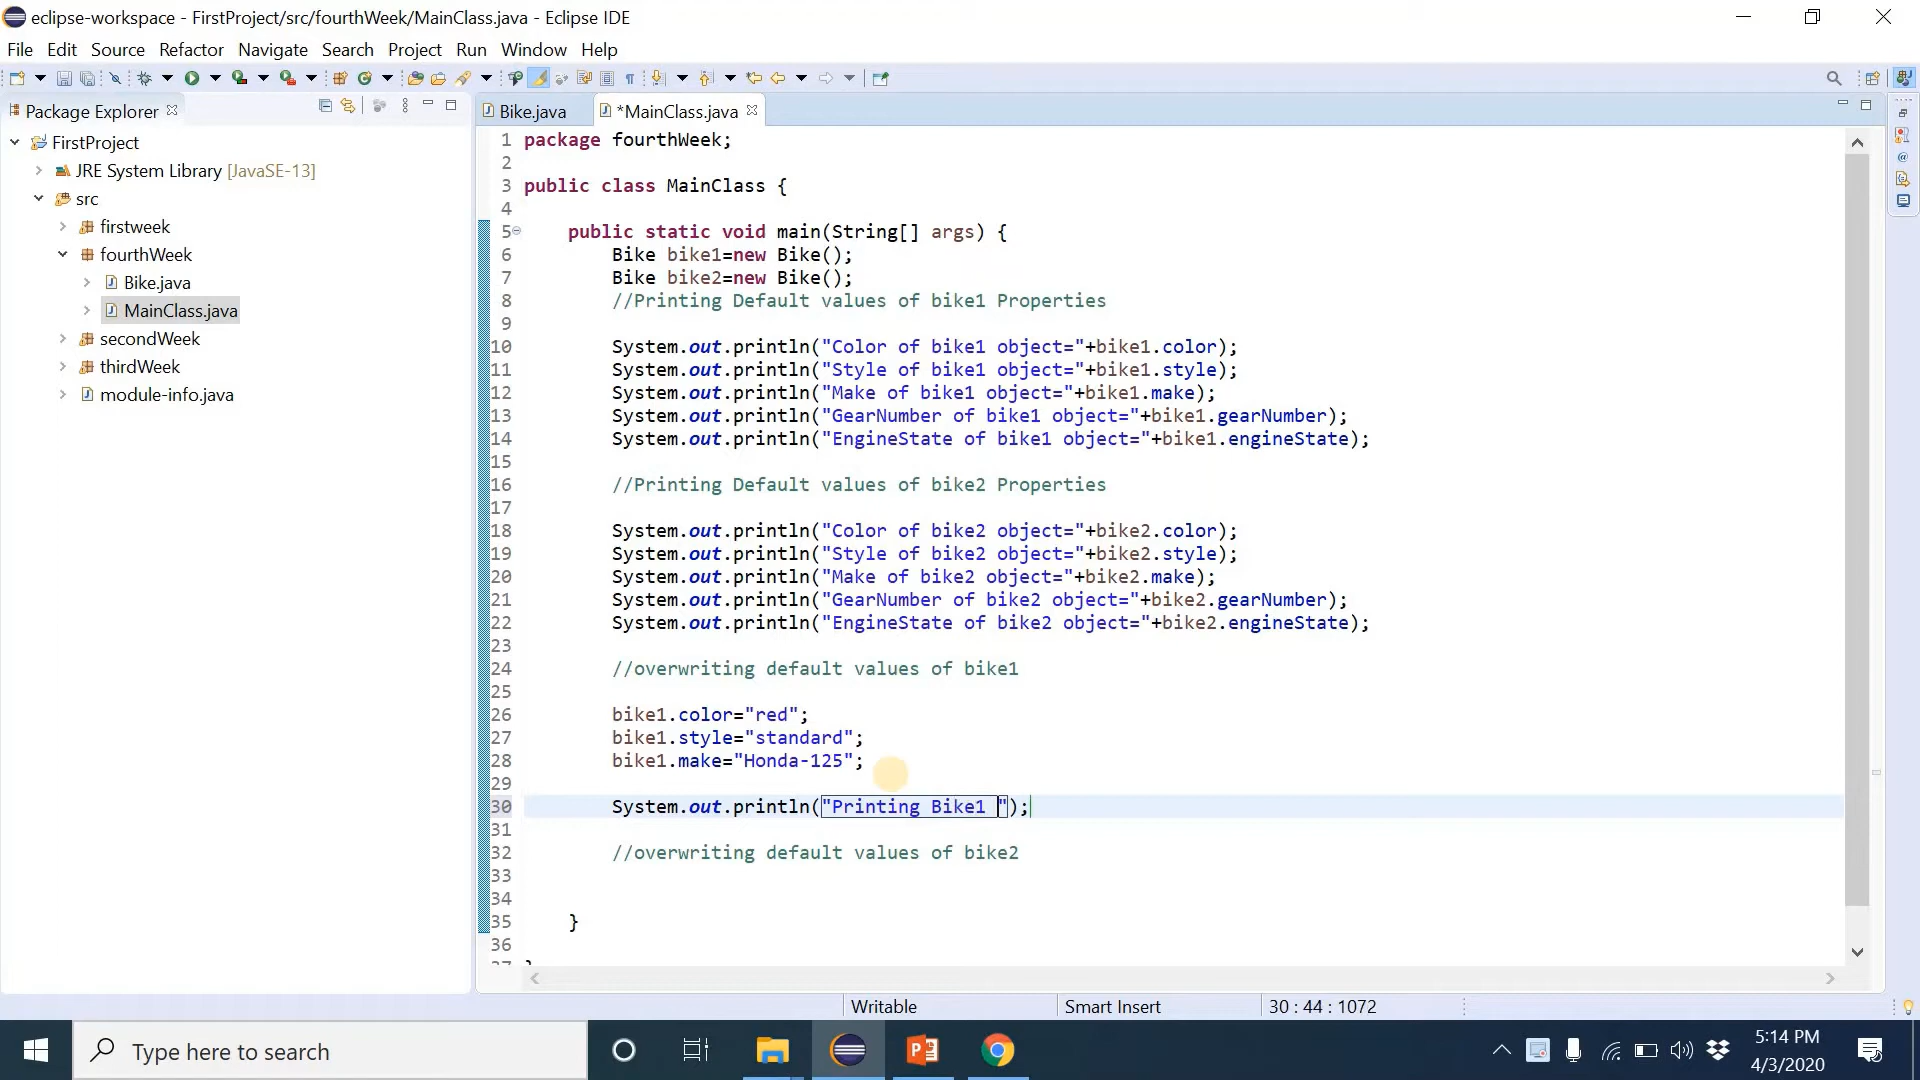 eclipse-workspace - FirstProject/src/fourthWeek/MainClass.java - Eclipse IDE
File Edit Source Refactor Navigate Search Project Run Window Help
Package Explorer
FirstProject
JRE System Library [JavaSE-13]
src
firstweek
fourthWeek
Bike.java
MainClass.java
secondWeek
thirdWeek
module-info.java
Bike.java *MainClass.java
1 package fourthWeek;
2
3 public class MainClass {
4
5 public static void main(String[] args) {
6 Bike bike1=new Bike();
7 Bike bike2=new Bike();
8 //Printing Default values of bike1 Properties
9
10 System.out.println("Color of bike1 object="+bike1.color);
11 System.out.println("Style of bike1 object="+bike1.style);
12 System.out.println("Make of bike1 object="+bike1.make);
13 System.out.println("GearNumber of bike1 object="+bike1.gearNumber);
14 System.out.println("EngineState of bike1 object="+bike1.engineState);
15
16 //Printing Default values of bike2 Properties
17
18 System.out.println("Color of bike2 object="+bike2.color);
19 System.out.println("Style of bike2 object="+bike2.style);
20 System.out.println("Make of bike2 object="+bike2.make);
21 System.out.println("GearNumber of bike2 object="+bike2.gearNumber);
22 System.out.println("EngineState of bike2 object="+bike2.engineState);
23
24 //overwriting default values of bike1
25
26 bike1.color="red";
27 bike1.style="standard";
28 bike1.make="Honda-125";
29
30 System.out.println("Printing Bike1 ");
31
32 //overwriting default values of bike2
33
34
35 }
36
Writable Smart Insert 30 : 44 : 1072
Type here to search
5:14 PM
4/3/2020